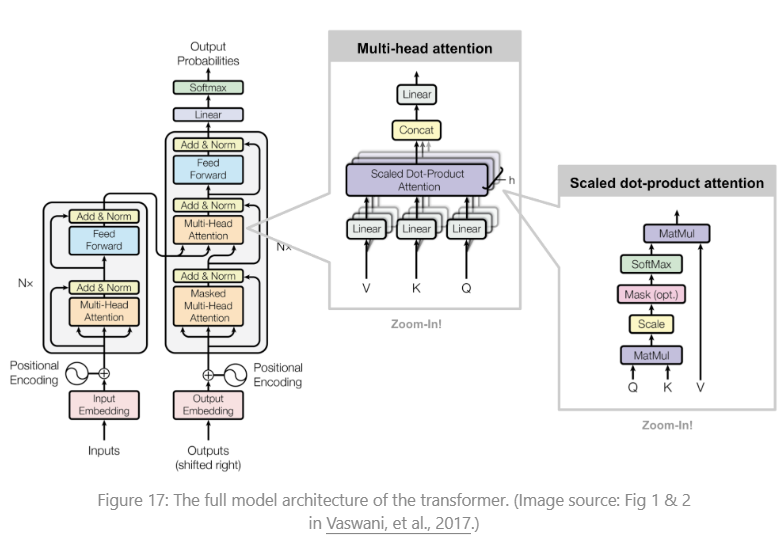 Output
Probabilities
Softmax
Linear
Add & Norm
Feed
Forward
Add & Norm
Multi-Head
Attention
Nx
Add & Norm
Masked
Multi-Head
Attention
Add & Norm
Feed
Forward
Nx
Add & Norm
Multi-Head
Attention
Positional
Encoding
Positional
Encoding
Input
Embedding
Output
Embedding
Inputs
Outputs
(shifted right)
Multi-head attention
Linear
Concat
Scaled Dot-Product
Attention
h
Linear
Linear
Linear
V
K
Q
Zoom-In!
Scaled dot-product attention
MatMul
SoftMax
Mask (opt.)
Scale
MatMul
Q
K
V
Zoom-In!
Figure 17: The full model architecture of the transformer. (Image source: Fig 1 & 2
in Vaswani, et al., 2017.)